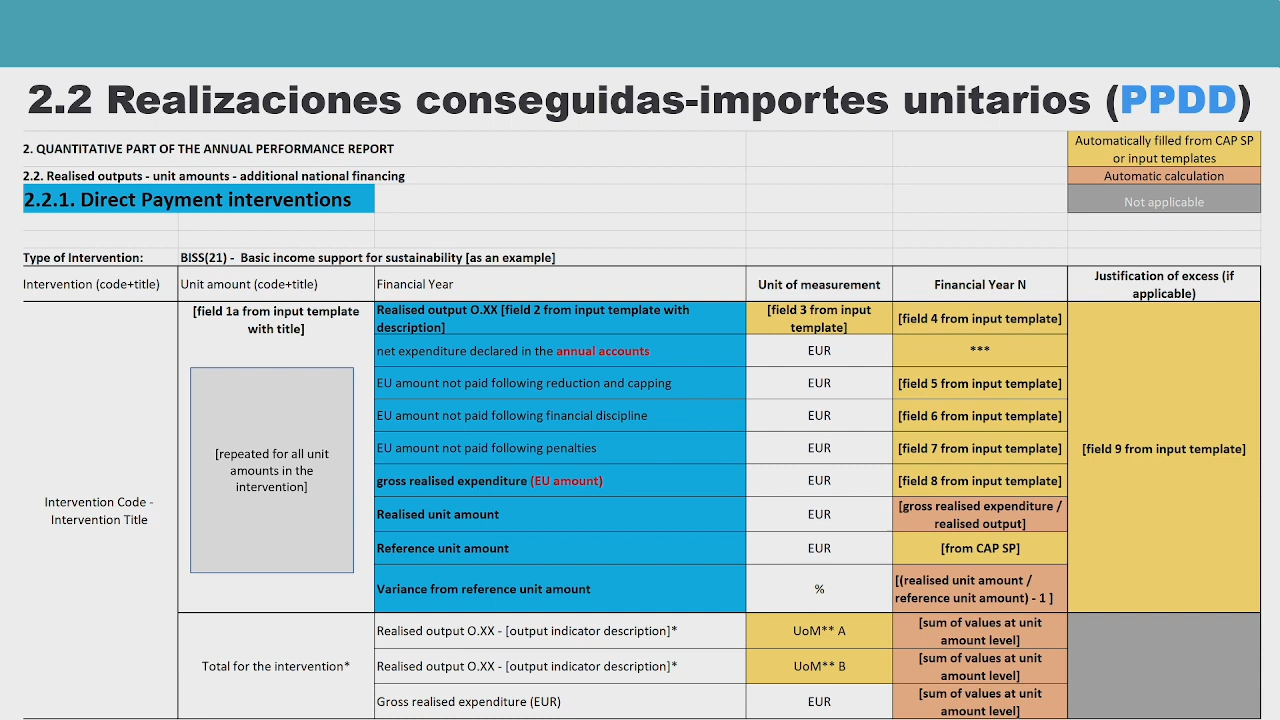 2.2 Realizaciones conseguidas-importes unitarios (PPDD)
2. QUANTITATIVE PART OF THE ANNUAL PERFORMANCE REPORT
Automatically filled from CAP SP
or input templates
2.2. Realised outputs - unit amounts - additional national financing
Automatic calculation
2.2.1. Direct Payment interventions
Not applicable
Type of Intervention:
BISS(21) - Basic income support for sustainability [as an example]
Intervention (code+title)
Unit amount (code+title)
Financial Year
Unit of measurement
Financial Year N
Justification of excess (if
applicable)
Intervention Code -
Intervention Title
[field 1a from input template
with title]
[repeated for all unit
amounts in the
intervention]
Realised output O.XX [field 2 from input template with
description]
[field 3 from input
template]
[field 4 from input template]
net expenditure declared in the annual accounts
EUR
***
EU amount not paid following reduction and capping
EUR
[field 5 from input template]
EU amount not paid following financial discipline
EUR
[field 6 from input template]
EU amount not paid following penalties
EUR
[field 7 from input template]
[field 9 from input template]
gross realised expenditure (EU amount)
EUR
[field 8 from input template]
Realised unit amount
EUR
[gross realised expenditure /
realised output]
Reference unit amount
EUR
[from CAP SP]
Variance from reference unit amount
%
[(realised unit amount /
reference unit amount) - 1 ]
Total for the intervention*
Realised output O.XX - [output indicator description]*
UoM** A
[sum of values at unit
amount level]
Realised output O.XX - [output indicator description]*
UoM** B
[sum of values at unit
amount level]
Gross realised expenditure (EUR)
EUR
[sum of values at unit
amount level]